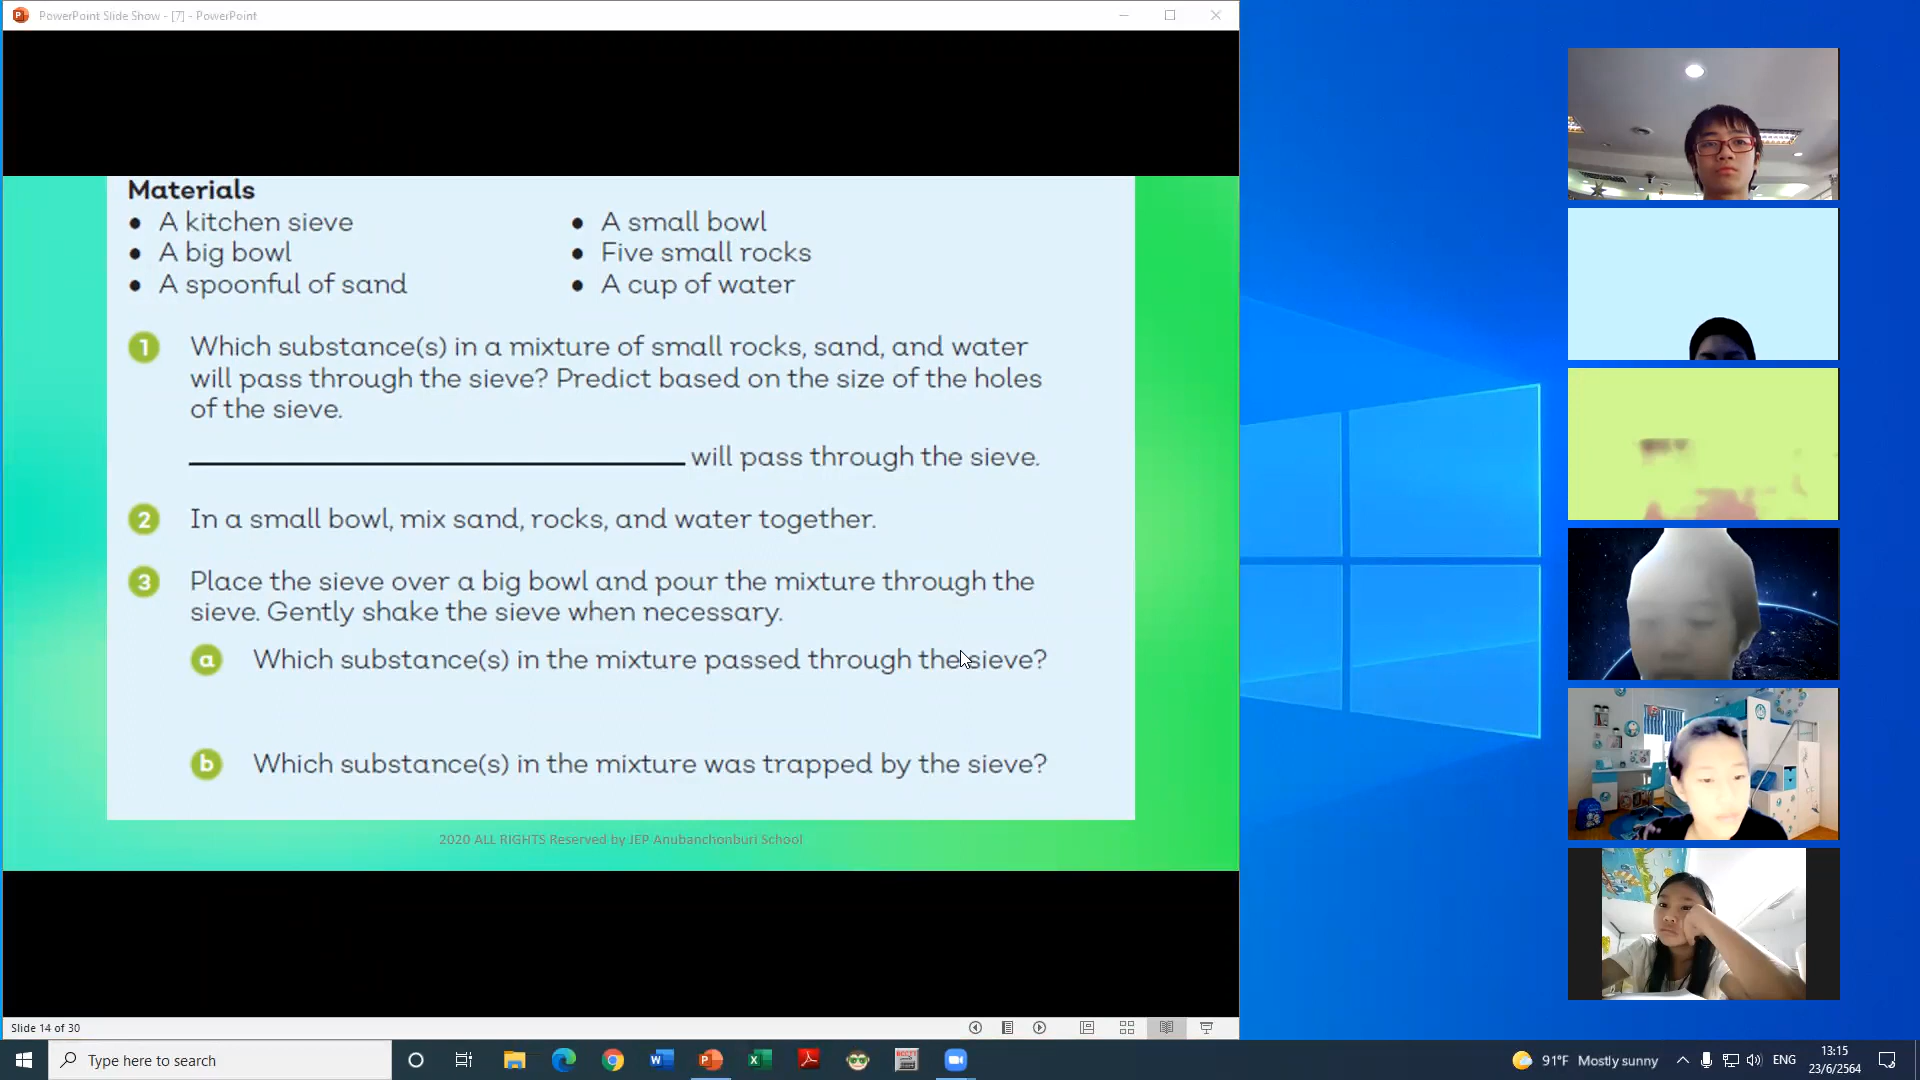 PowerPoint Slide Show - [7] - PowerPoint
Materials
• A kitchen sieve
• A big bowl
• A spoonful of sand
• A small bowl
• Five small rocks
• A cup of water
1 Which substance(s) in a mixture of small rocks, sand, and water
will pass through the sieve? Predict based on the size of the holes
of the sieve.
will pass through the sieve.
2 In a small bowl, mix sand, rocks, and water together.
3 Place the sieve over a big bowl and pour the mixture through the
sieve. Gently shake the sieve when necessary.
a Which substance(s) in the mixture passed through the sieve?
b Which substance(s) in the mixture was trapped by the sieve?
2020 ALL RIGHTS Reserved by JEP Anubanchonburi School
Slide 14 of 30
Type here to search
91°F Mostly sunny
ENG
13:15
23/6/2564